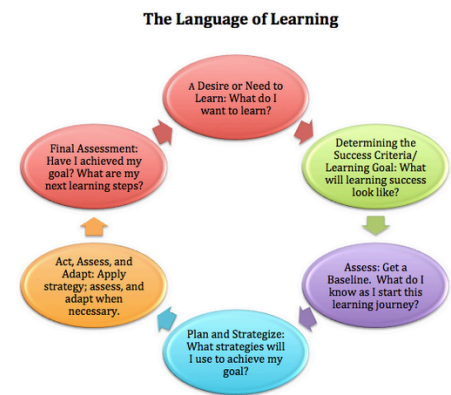 The Language of Learning
A Desire or Need to
Learn: What do I
want to learn?
Determining the
Success Criteria/
Learning Goal: What
will learning success
look like?
Assess: Get a
Baseline. What do I
know as I start this
learning journey?
Plan and Strategize:
What strategies will
I use to achieve my
goal?
Act, Assess, and
Adapt: Apply
strategy; assess, and
adapt when
necessary.
Final Assessment:
Have I achieved my
goal? What are my
next learning steps?